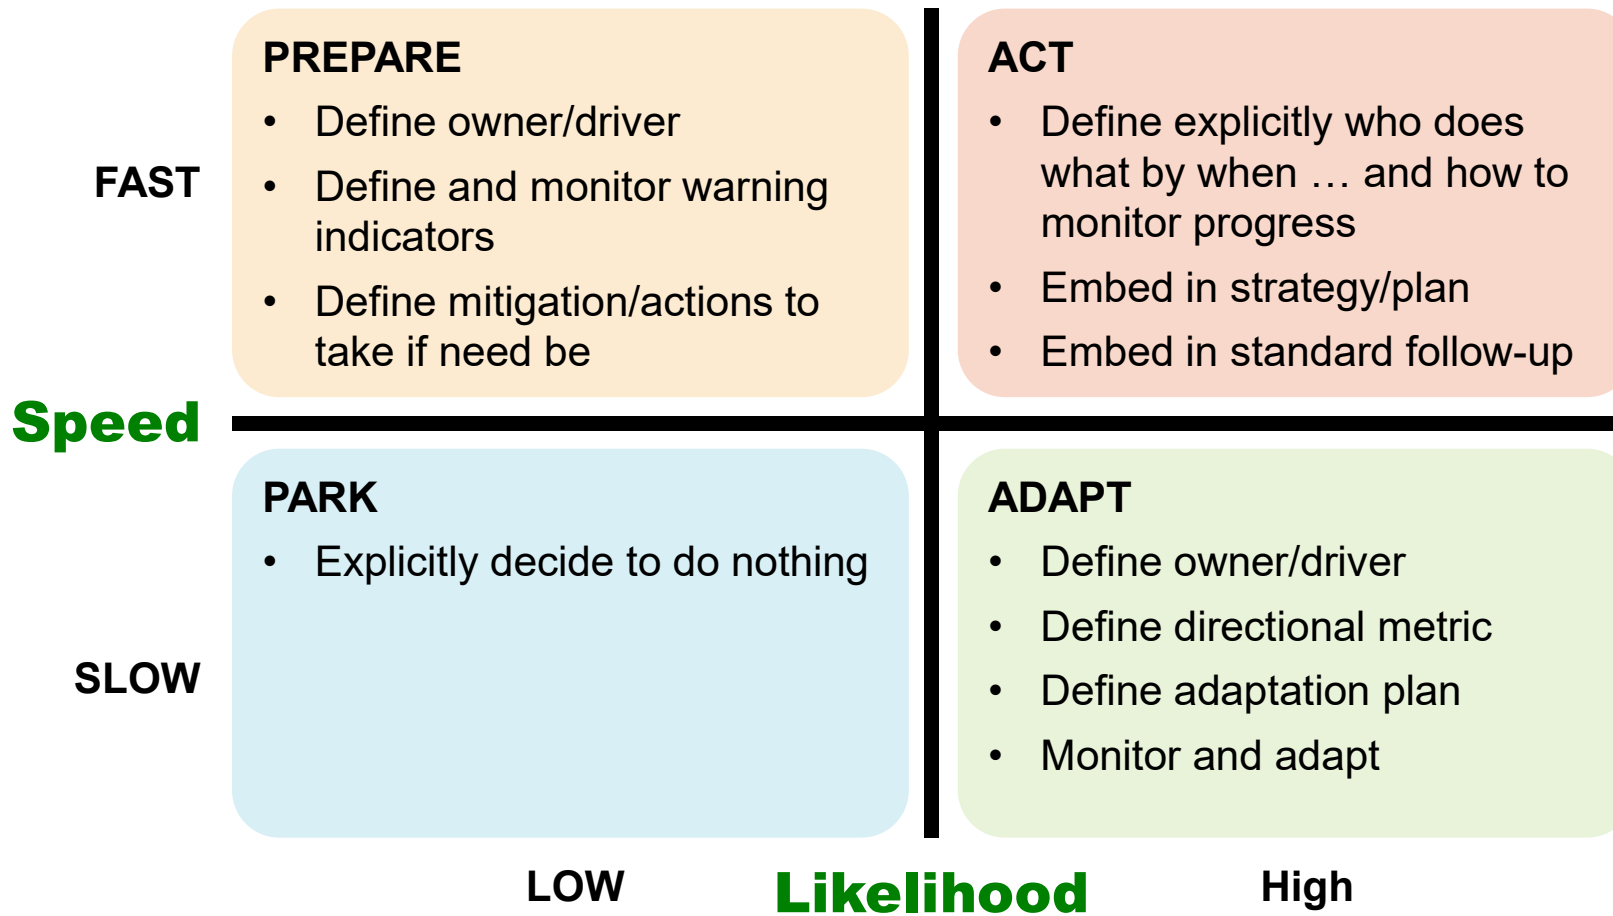 PREPARE
• Define owner/driver
• Define and monitor warning
indicators
• Define mitigation/actions to
take if need be
ACT
• Define explicitly who does
what by when … and how to
monitor progress
• Embed in strategy/plan
• Embed in standard follow-up
FAST
Speed
PARK
• Explicitly decide to do nothing
ADAPT
• Define owner/driver
• Define directional metric
• Define adaptation plan
• Monitor and adapt
SLOW
LOW
Likelihood
High